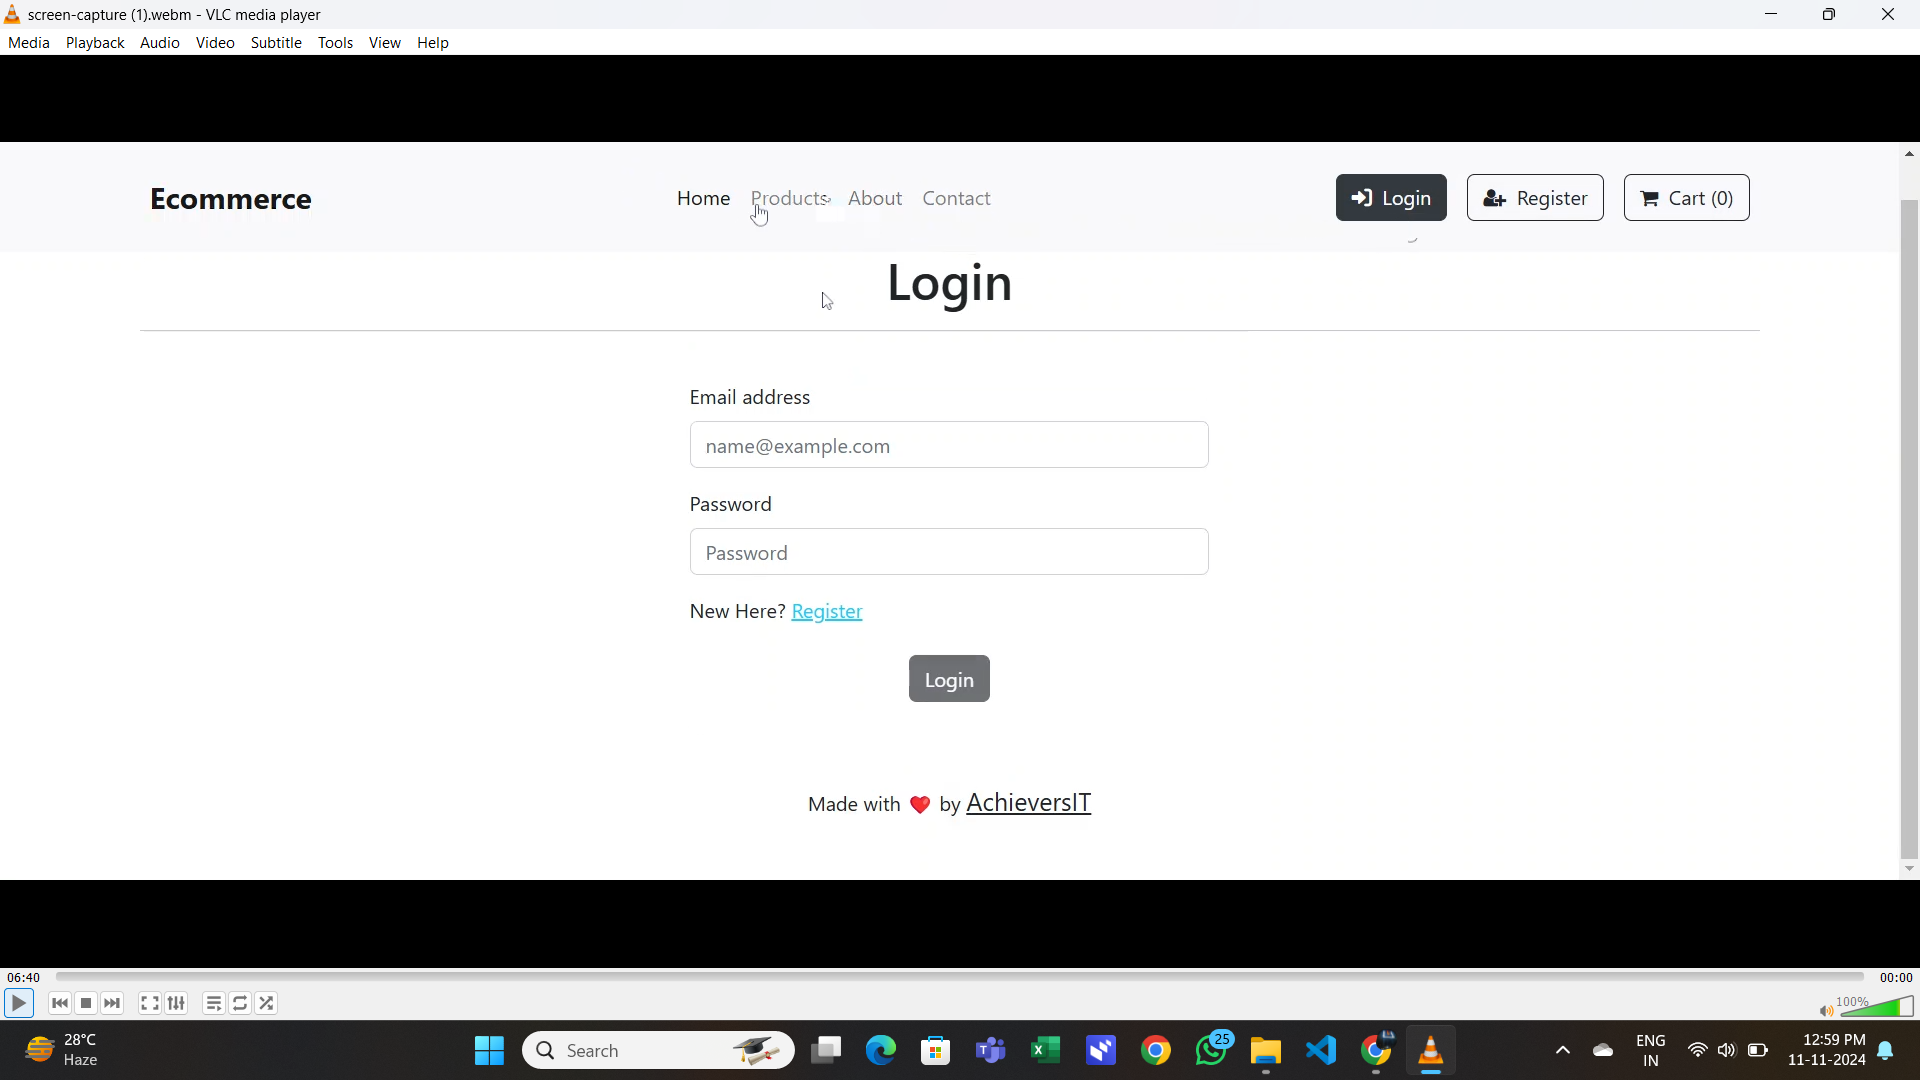 screen-capture (1).webm - VLC media player
Media Playback Audio Video Subtitle Tools View Help
Ecommerce Home Products About Contact Login Register Cart (0)
Login
Email address
name@example.com
Password
Password
New Here? Register
Login
Made with ❤️ by AchieversIT
06:40 00:00
100%
28°C
Haze
Search
25
ENG
IN
12:59 PM
11-11-2024